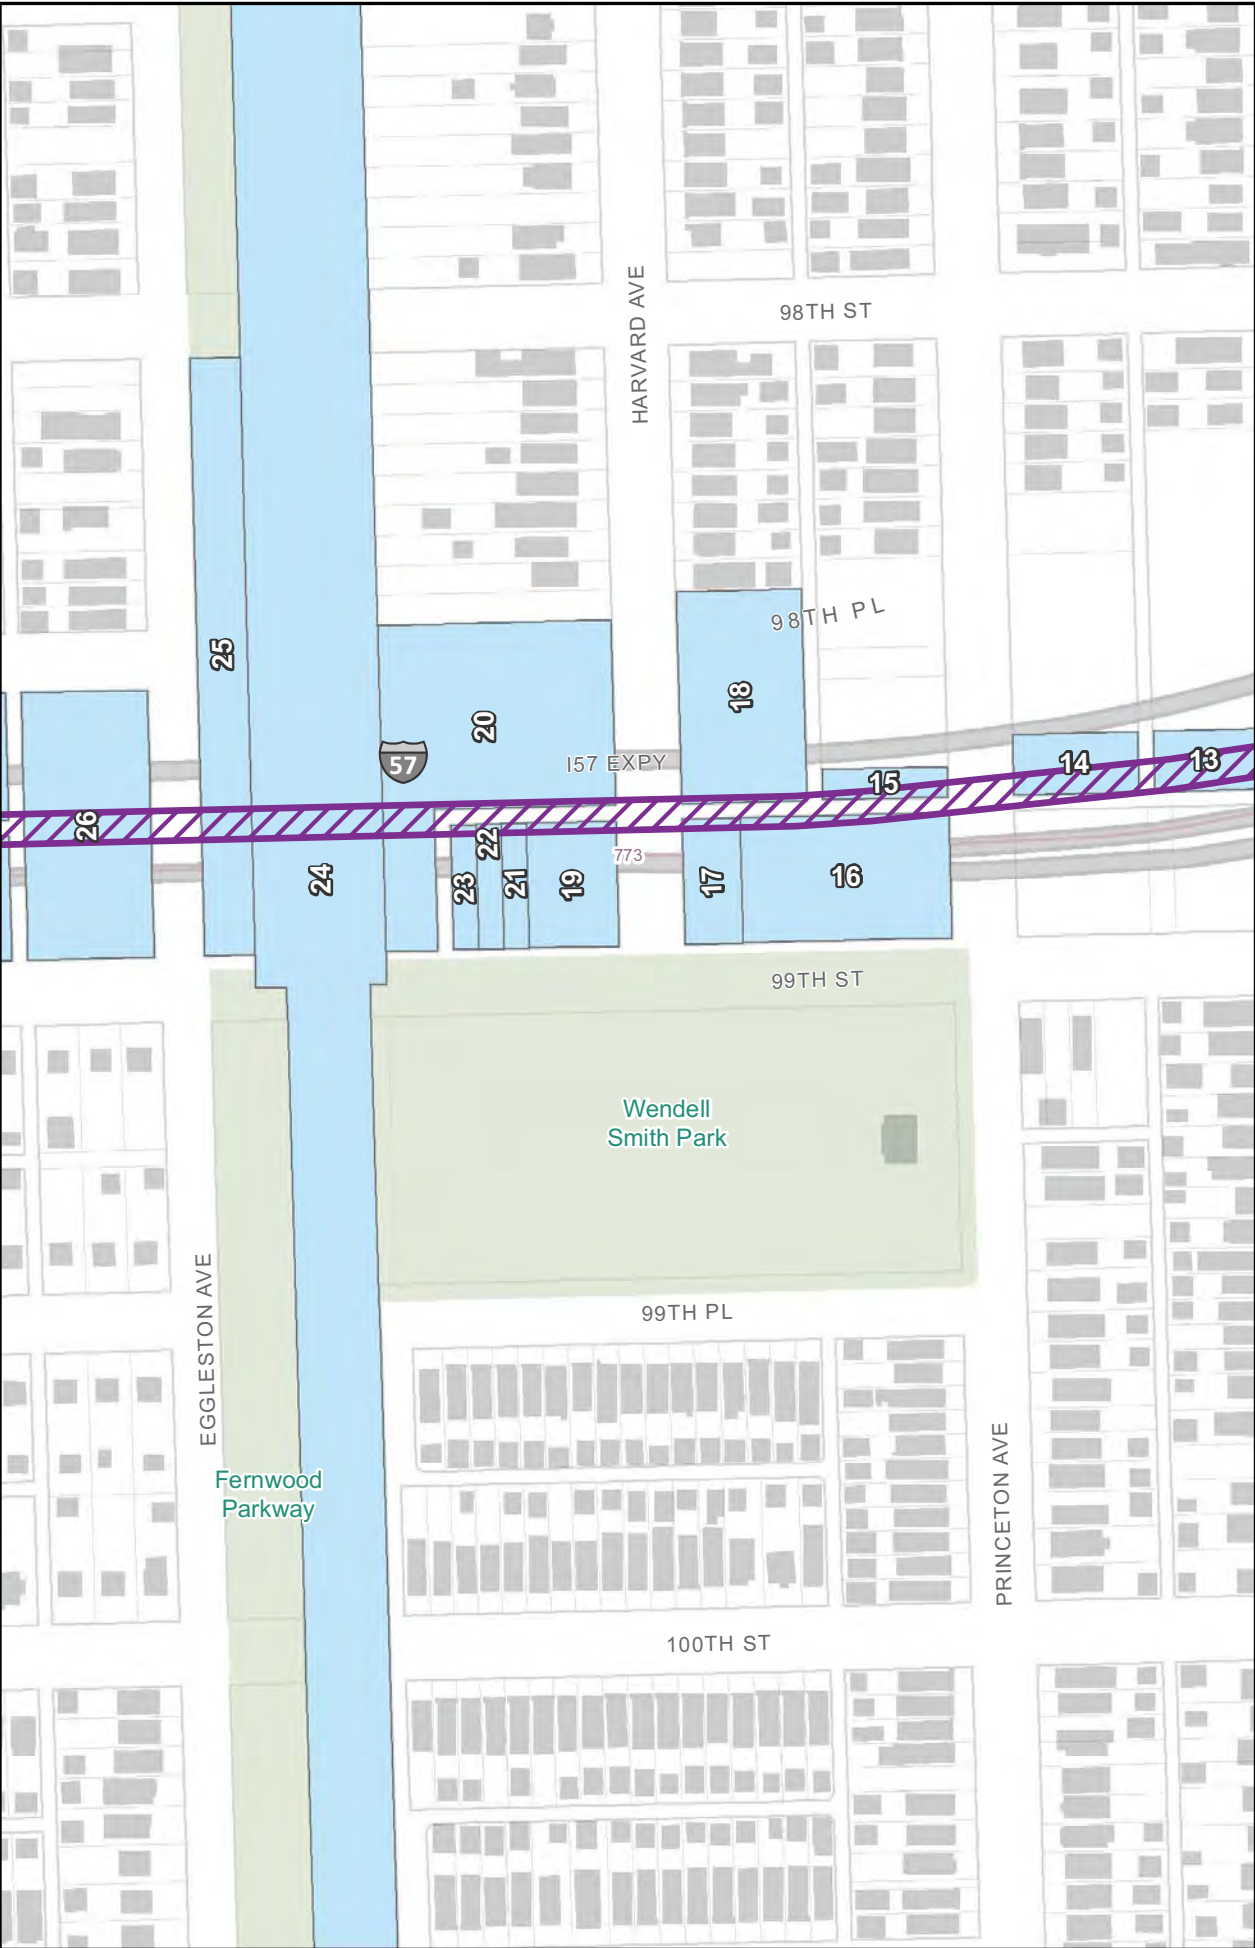 98TH ST
HARVARD AVE
98TH PL
25
18
20
57
I57 EXPY
14
13
15
26
22
773
24
23
21
19
17
16
99TH ST
Wendell
Smith Park
99TH PL
EGGLESTON AVE
Fernwood
Parkway
PRINCETON AVE
100TH ST